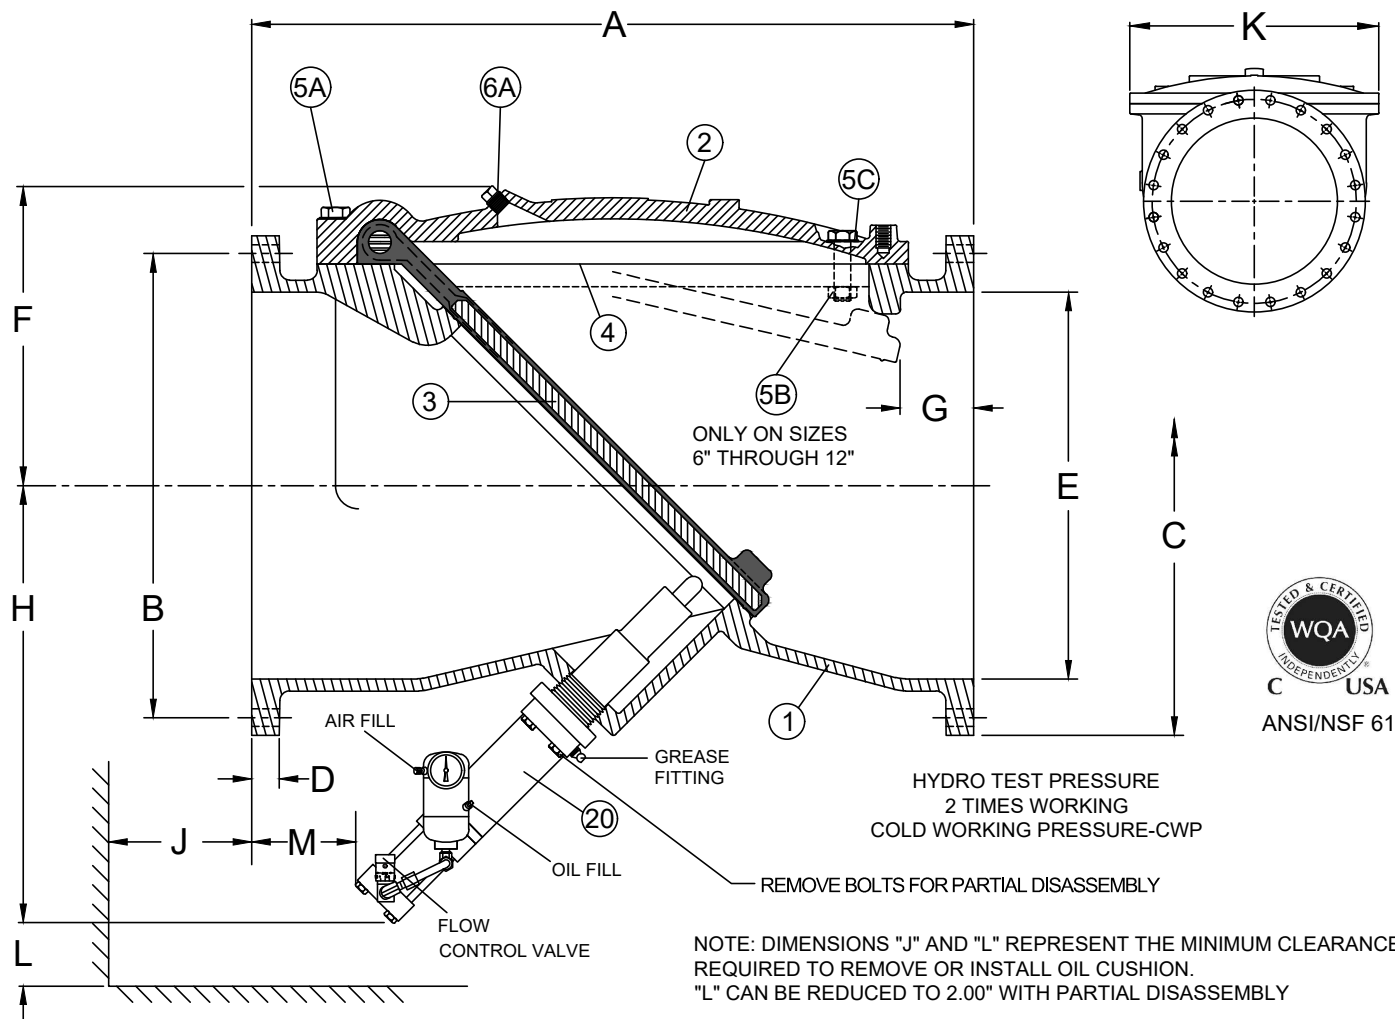 A
K
5A
6A
2
5C
F
4
3
5B
G
ONLY ON SIZES
6" THROUGH 12"
E
C
H
B
TESTED & CERTIFIED
WQA
INDEPENDENTLY
®
C USA
1
ANSI/NSF 61
AIR FILL
GREASE
FITTING
D
HYDRO TEST PRESSURE
2 TIMES WORKING
COLD WORKING PRESSURE-CWP
20
J
M
OIL FILL
REMOVE BOLTS FOR PARTIAL DISASSEMBLY
FLOW
CONTROL VALVE
L
NOTE: DIMENSIONS "J" AND "L" REPRESENT THE MINIMUM CLEARANCE
REQUIRED TO REMOVE OR INSTALL OIL CUSHION.
"L" CAN BE REDUCED TO 2.00" WITH PARTIAL DISASSEMBLY